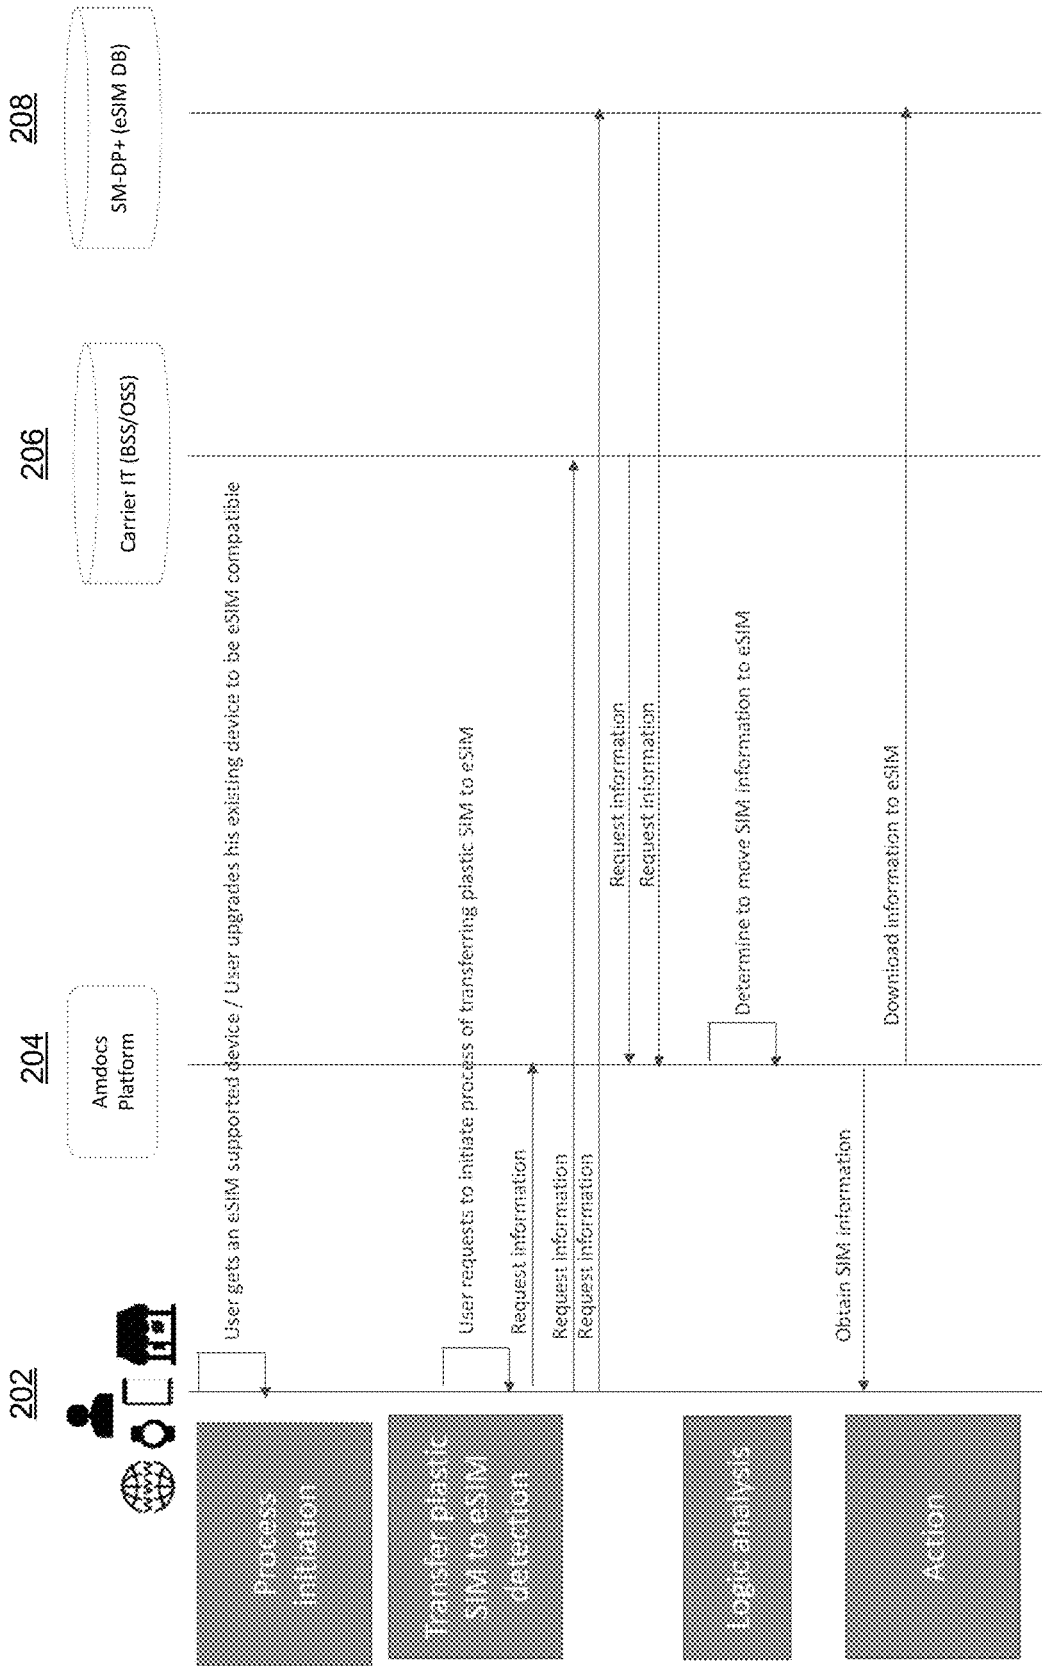 202
204
206
208
Amdocs
Platform
Carrier IT (BSS/OSS)
SM-DP+ (eSIM DB)
Process
initiation
User gets an eSIM supported device / User upgrades his existing device to be eSIM compatible
Transfer plastic
SIM to eSIM
detection
User requests to initiate process of transferring plastic SIM to eSIM
Request information
Request information
Request information
Request information
Request information
Logic analysis
Determine to move SIM information to eSIM
Action
Obtain SIM information
Download information to eSIM